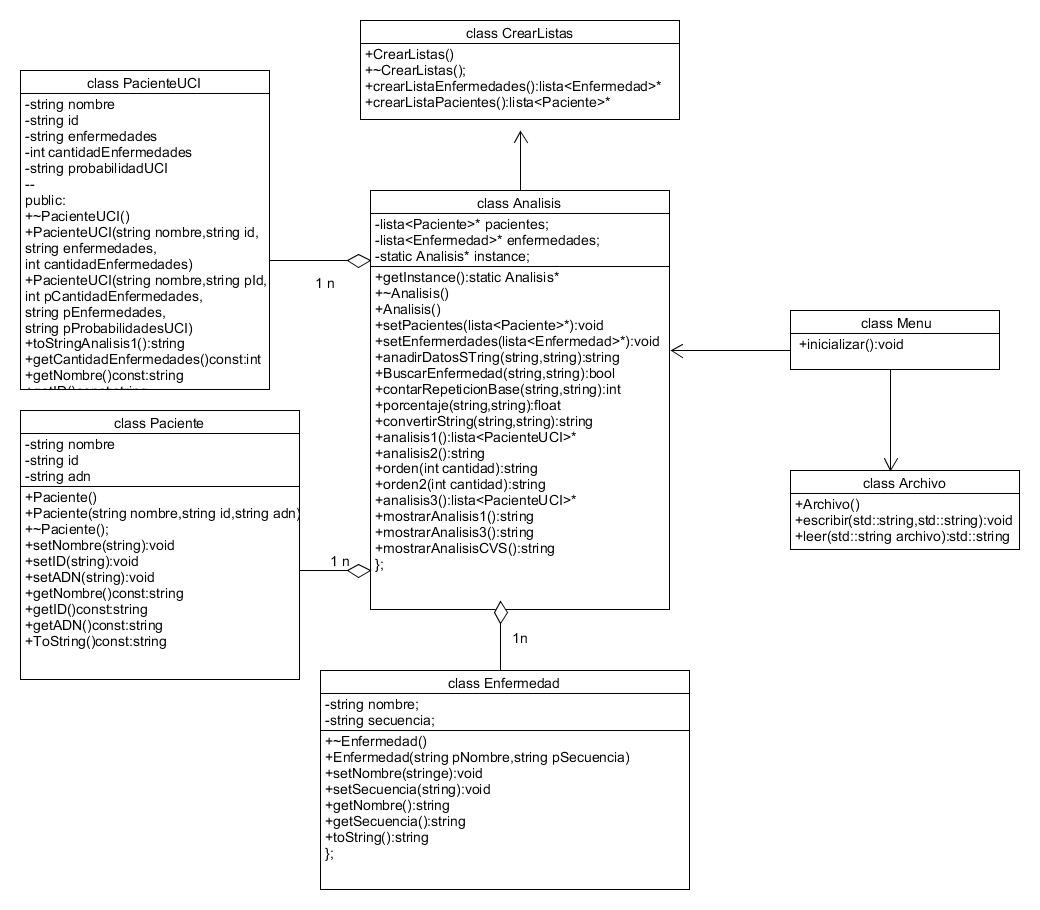 class CrearListas
+CrearListas()
+~CrearListas();
+crearListaEnfermedades():lista<Enfermedad>*
+crearListaPacientes():lista<Paciente>*
class PacienteUCI
-string nombre
-string id
-string enfermedades
-int cantidadEnfermedades
-string probabilidadUCI
--
public:
+~PacienteUCI()
+PacienteUCI(string nombre,string id,
string enfermedades,
int cantidadEnfermedades)
+PacienteUCI(string nombre,string pId,
int pCantidadEnfermedades,
string pEnfermedades,
string pProbabilidadesUCI)
+toStringAnalisis1():string
+getCantidadEnfermedades()const:int
+getNombre()const:string
1 n
class Analisis
-lista<Paciente>* pacientes;
-lista<Enfermedad>* enfermedades;
-static Analisis* instance;
+getInstance():static Analisis*
+~Analisis()
+Analisis()
+setPacientes(lista<Paciente>*):void
+setEnfermerdades(lista<Enfermedad>*):void
+anadirDatosSTring(string,string):string
+BuscarEnfermedad(string,string):bool
+contarRepeticionBase(string,string):int
+porcentaje(string,string):float
+convertirString(string,string):string
+analisis1():lista<PacienteUCI>*
+analisis2():string
+orden(int cantidad):string
+orden2(int cantidad):string
+analisis3():lista<PacienteUCI>*
+mostrarAnalisis1():string
+mostrarAnalisis3():string
+mostrarAnalisisCVS():string
};
class Menu
+inicializar():void
class Paciente
-string nombre
-string id
-string adn
+Paciente()
+Paciente(string nombre,string id,string adn)
+~Paciente();
+setNombre(string):void
+setID(string):void
+setADN(string):void
+getNombre()const:string
+getID()const:string
+getADN()const:string
+ToString()const:string
1 n
class Archivo
+Archivo()
+escribir(std::string,std::string):void
+leer(std::string archivo):std::string
1n
class Enfermedad
-string nombre;
-string secuencia;
+~Enfermedad()
+Enfermedad(string pNombre,string pSecuencia)
+setNombre(stringe):void
+setSecuencia(string):void
+getNombre():string
+getSecuencia():string
+toString():string
};